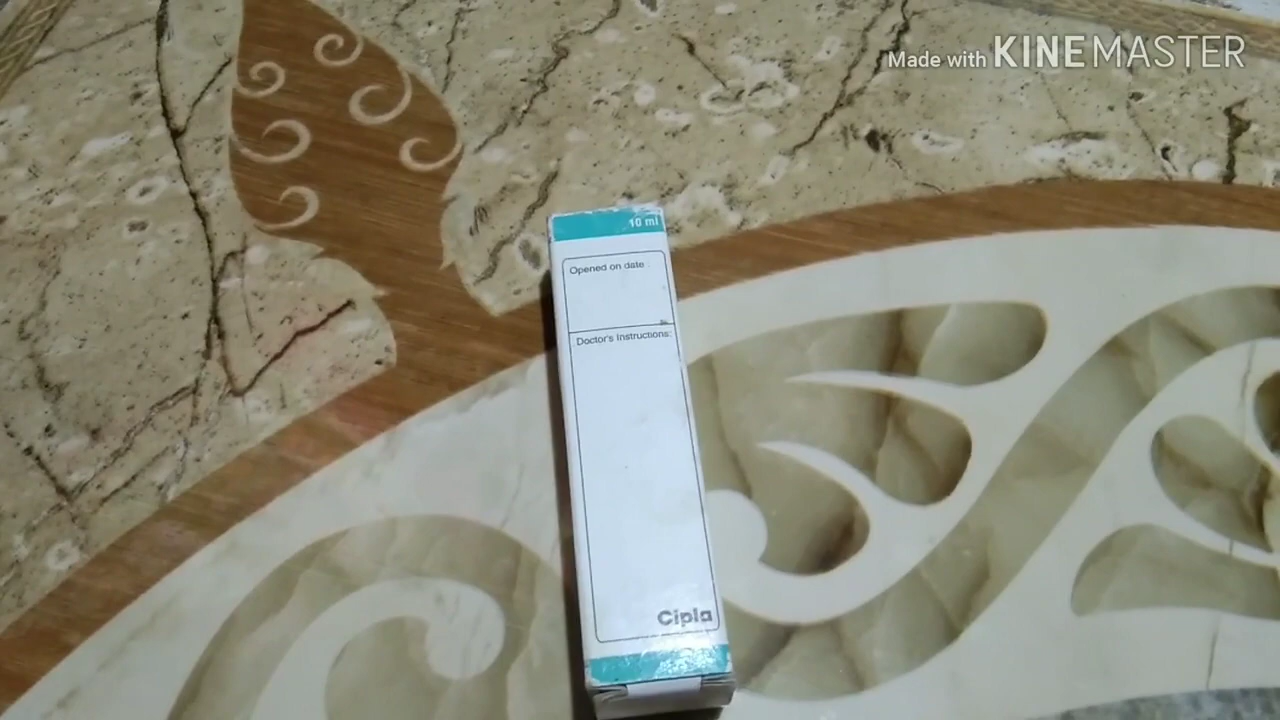 Made with KINEMASTER
10 ml
Opened on date :
Doctor's Instructions:
Cipla